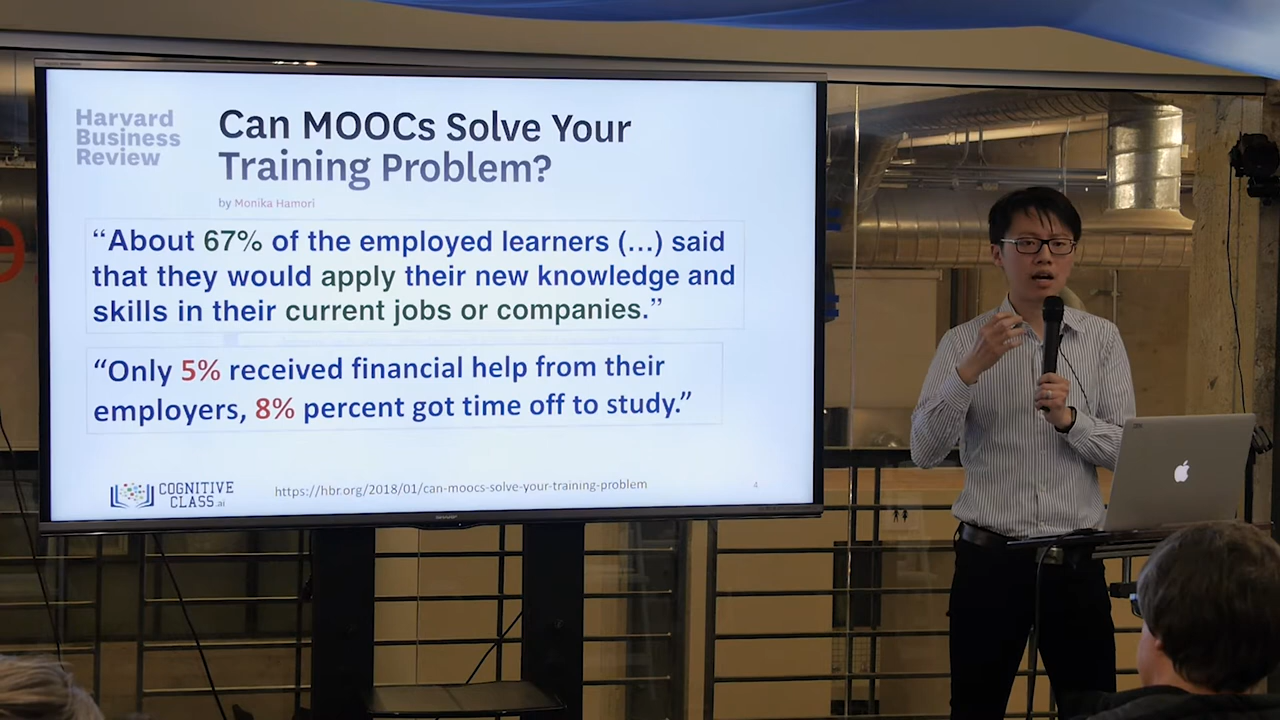 Harvard
Business
Review
Can MOOCs Solve Your
Training Problem?
by Monika Hamori
“About 67% of the employed learners (...) said
that they would apply their new knowledge and
skills in their current jobs or companies.”
“Only 5% received financial help from their
employers, 8% percent got time off to study.”
COGNITIVE
CLASS.ai
https://hbr.org/2018/01/can-moocs-solve-your-training-problem
4
SHARP